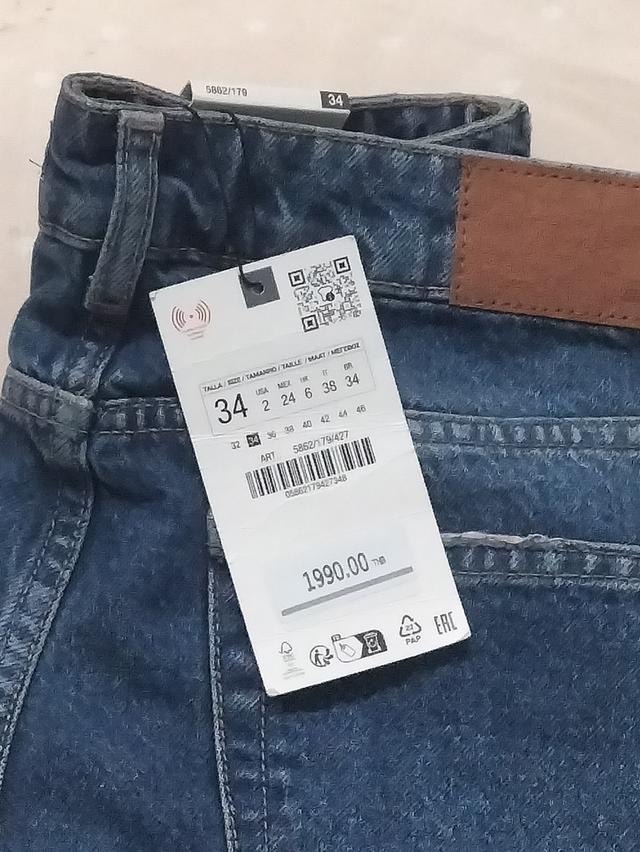 5862/179 34
TALLA / SIZE / TAMANHO / TAILLE / MAAT / MEГЕӨОZ
34
USA MEX UK IT BR
2 24 6 38 34
32 34 36 38 40 42 44 46
ART 5862/179/427
05862179427348
1990.00 THB
21
PAP
EAC